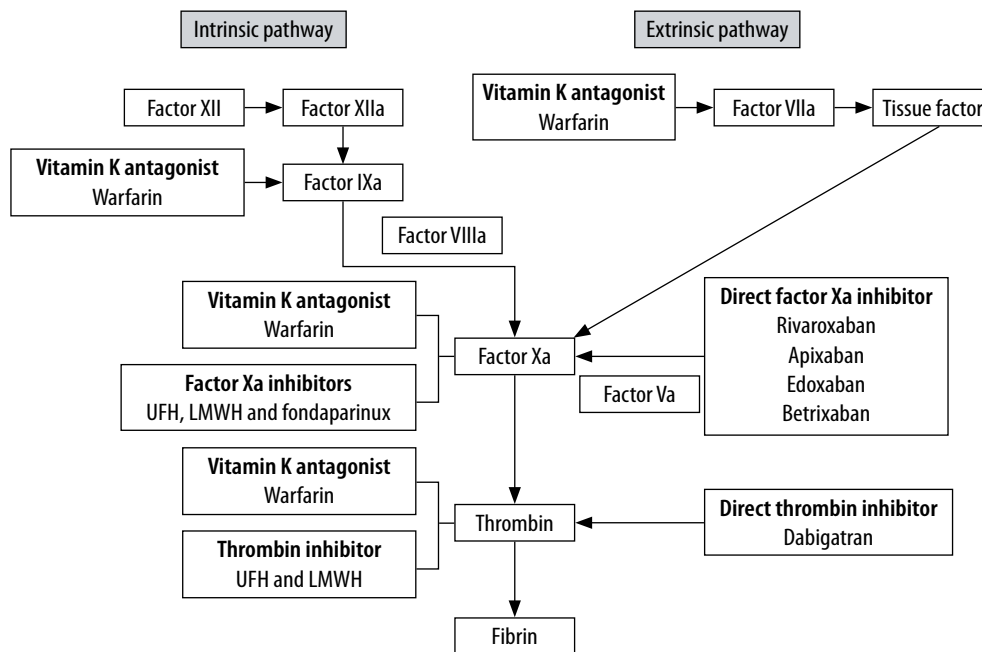 Intrinsic pathway
Extrinsic pathway
Factor XII
Factor XIIa
Vitamin K antagonist
Warfarin
Factor VIIa
Tissue factor
Vitamin K antagonist
Warfarin
Factor IXa
Factor VIIIa
Vitamin K antagonist
Warfarin
Factor Xa inhibitors
UFH, LMWH and fondaparinux
Factor Xa
Factor Va
Direct factor Xa inhibitor
Rivaroxaban
Apixaban
Edoxaban
Betrixaban
Vitamin K antagonist
Warfarin
Thrombin inhibitor
UFH and LMWH
Thrombin
Direct thrombin inhibitor
Dabigatran
Fibrin